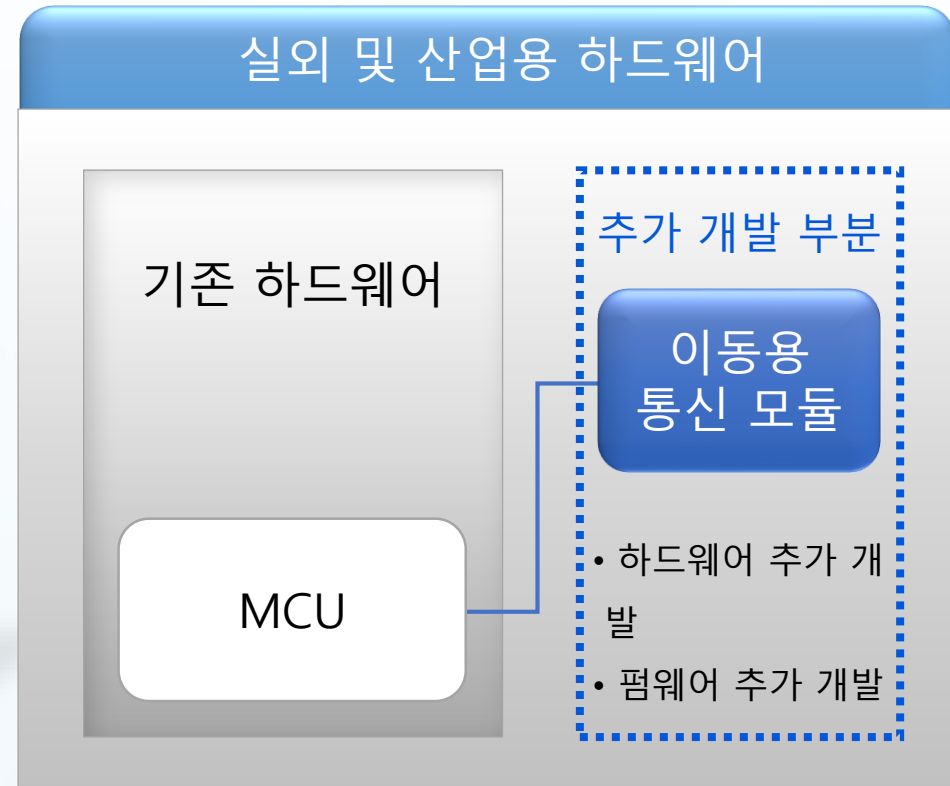 실외 및 산업용 하드웨어
기존 하드웨어
MCU
추가 개발 부분
이동용
통신 모듈
• 하드웨어 추가 개
발
• 펌웨어 추가 개발